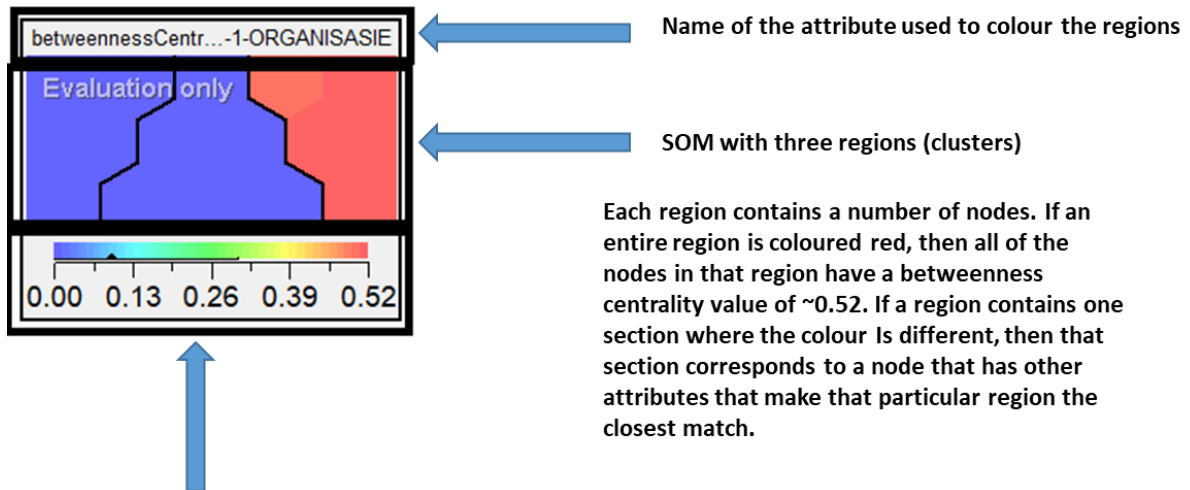 betweennessCentr...-1-ORGANISASIE
Name of the attribute used to colour the regions
Evaluation only
SOM with three regions (clusters)
0.00 0.13 0.26 0.39 0.52
Each region contains a number of nodes. If an
entire region is coloured red, then all of the
nodes in that region have a betweenness
centrality value of ~0.52. If a region contains one
section where the colour Is different, then that
section corresponds to a node that has other
attributes that make that particular region the
closest match.